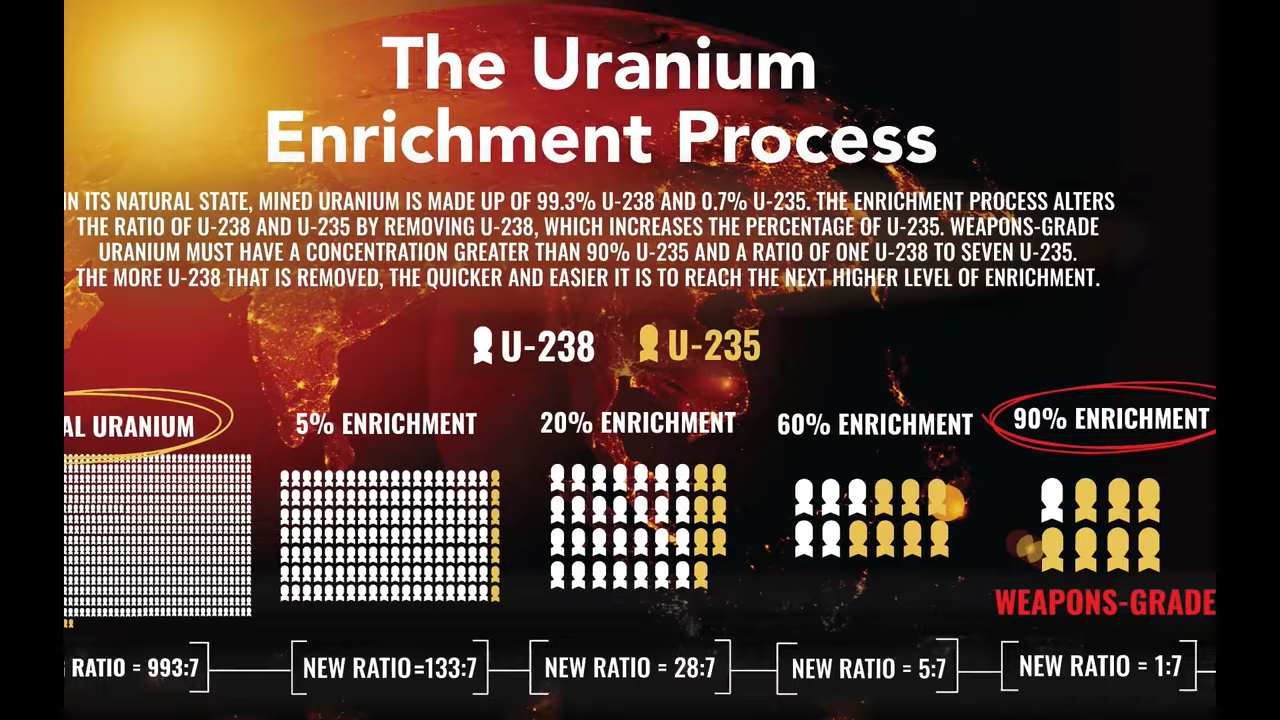 The Uranium
Enrichment Process
IN ITS NATURAL STATE, MINED URANIUM IS MADE UP OF 99.3% U-238 AND 0.7% U-235. THE ENRICHMENT PROCESS ALTERS
THE RATIO OF U-238 AND U-235 BY REMOVING U-238, WHICH INCREASES THE PERCENTAGE OF U-235. WEAPONS-GRADE
URANIUM MUST HAVE A CONCENTRATION GREATER THAN 90% U-235 AND A RATIO OF ONE U-238 TO SEVEN U-235.
THE MORE U-238 THAT IS REMOVED, THE QUICKER AND EASIER IT IS TO REACH THE NEXT HIGHER LEVEL OF ENRICHMENT.
U-238 U-235
AL URANIUM 5% ENRICHMENT 20% ENRICHMENT 60% ENRICHMENT 90% ENRICHMENT
WEAPONS-GRADE
RATIO = 993:7 NEW RATIO=133:7 NEW RATIO = 28:7 NEW RATIO = 5:7 NEW RATIO = 1:7